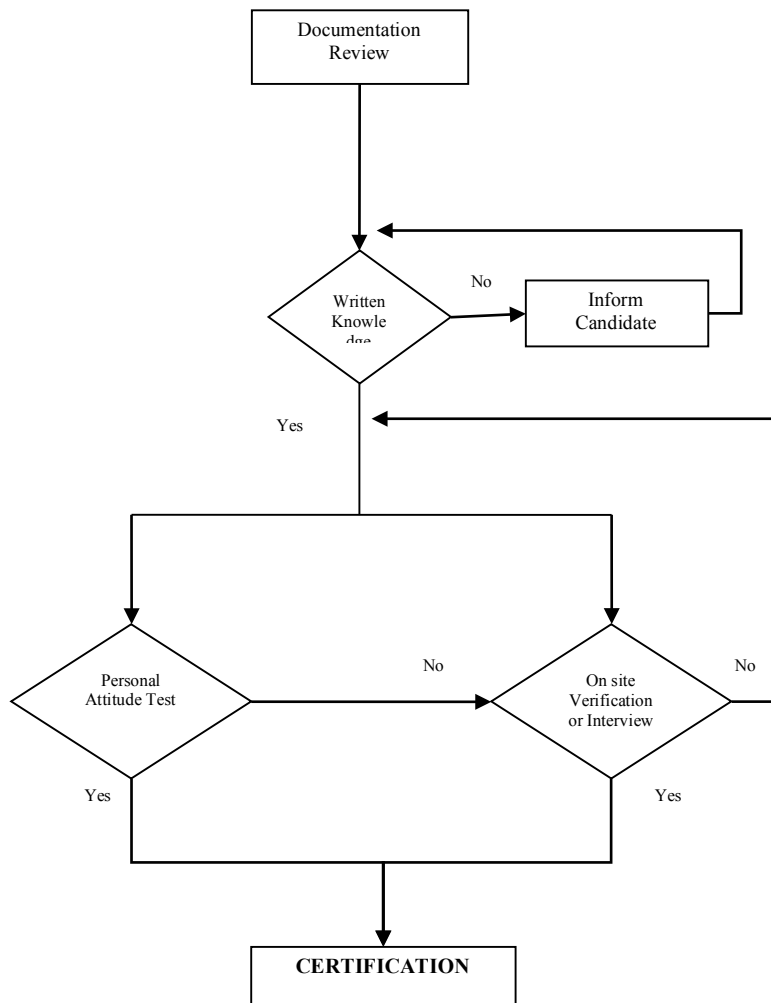 Documentation
Review
No
Written
Knowle
dge
Inform
Candidate
Yes
Personal
Attitude Test
No
On site
Verification
or Interview
No
Yes
Yes
CERTIFICATION